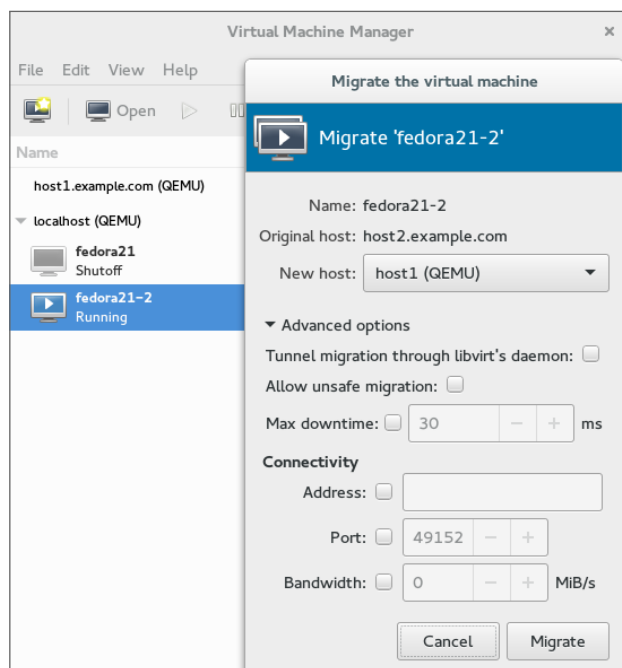 Virtual Machine Manager
×
File Edit View Help
Open
Name
host1.example.com (QEMU)
localhost (QEMU)
fedora21
Shutoff
fedora21-2
Running
Migrate the virtual machine
Migrate 'fedora21-2'
Name: fedora21-2
Original host: host2.example.com
New host: host1 (QEMU)
Advanced options
Tunnel migration through libvirt's daemon:
Allow unsafe migration:
Max downtime: 30 − + ms
Connectivity
Address:
Port: 49152 − +
Bandwidth: 0 − + MiB/s
Cancel Migrate